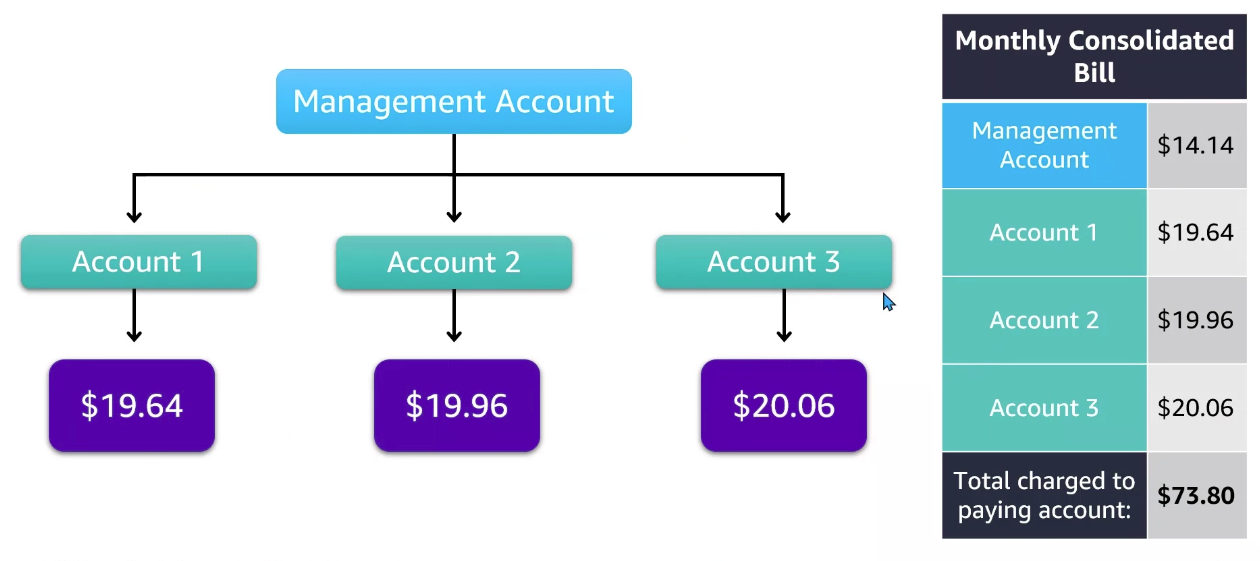 Management Account
Account 1
Account 2
Account 3
$19.64
$19.96
$20.06
Monthly Consolidated
Bill
Management
Account
$14.14
Account 1
$19.64
Account 2
$19.96
Account 3
$20.06
Total charged to
paying account:
$73.80